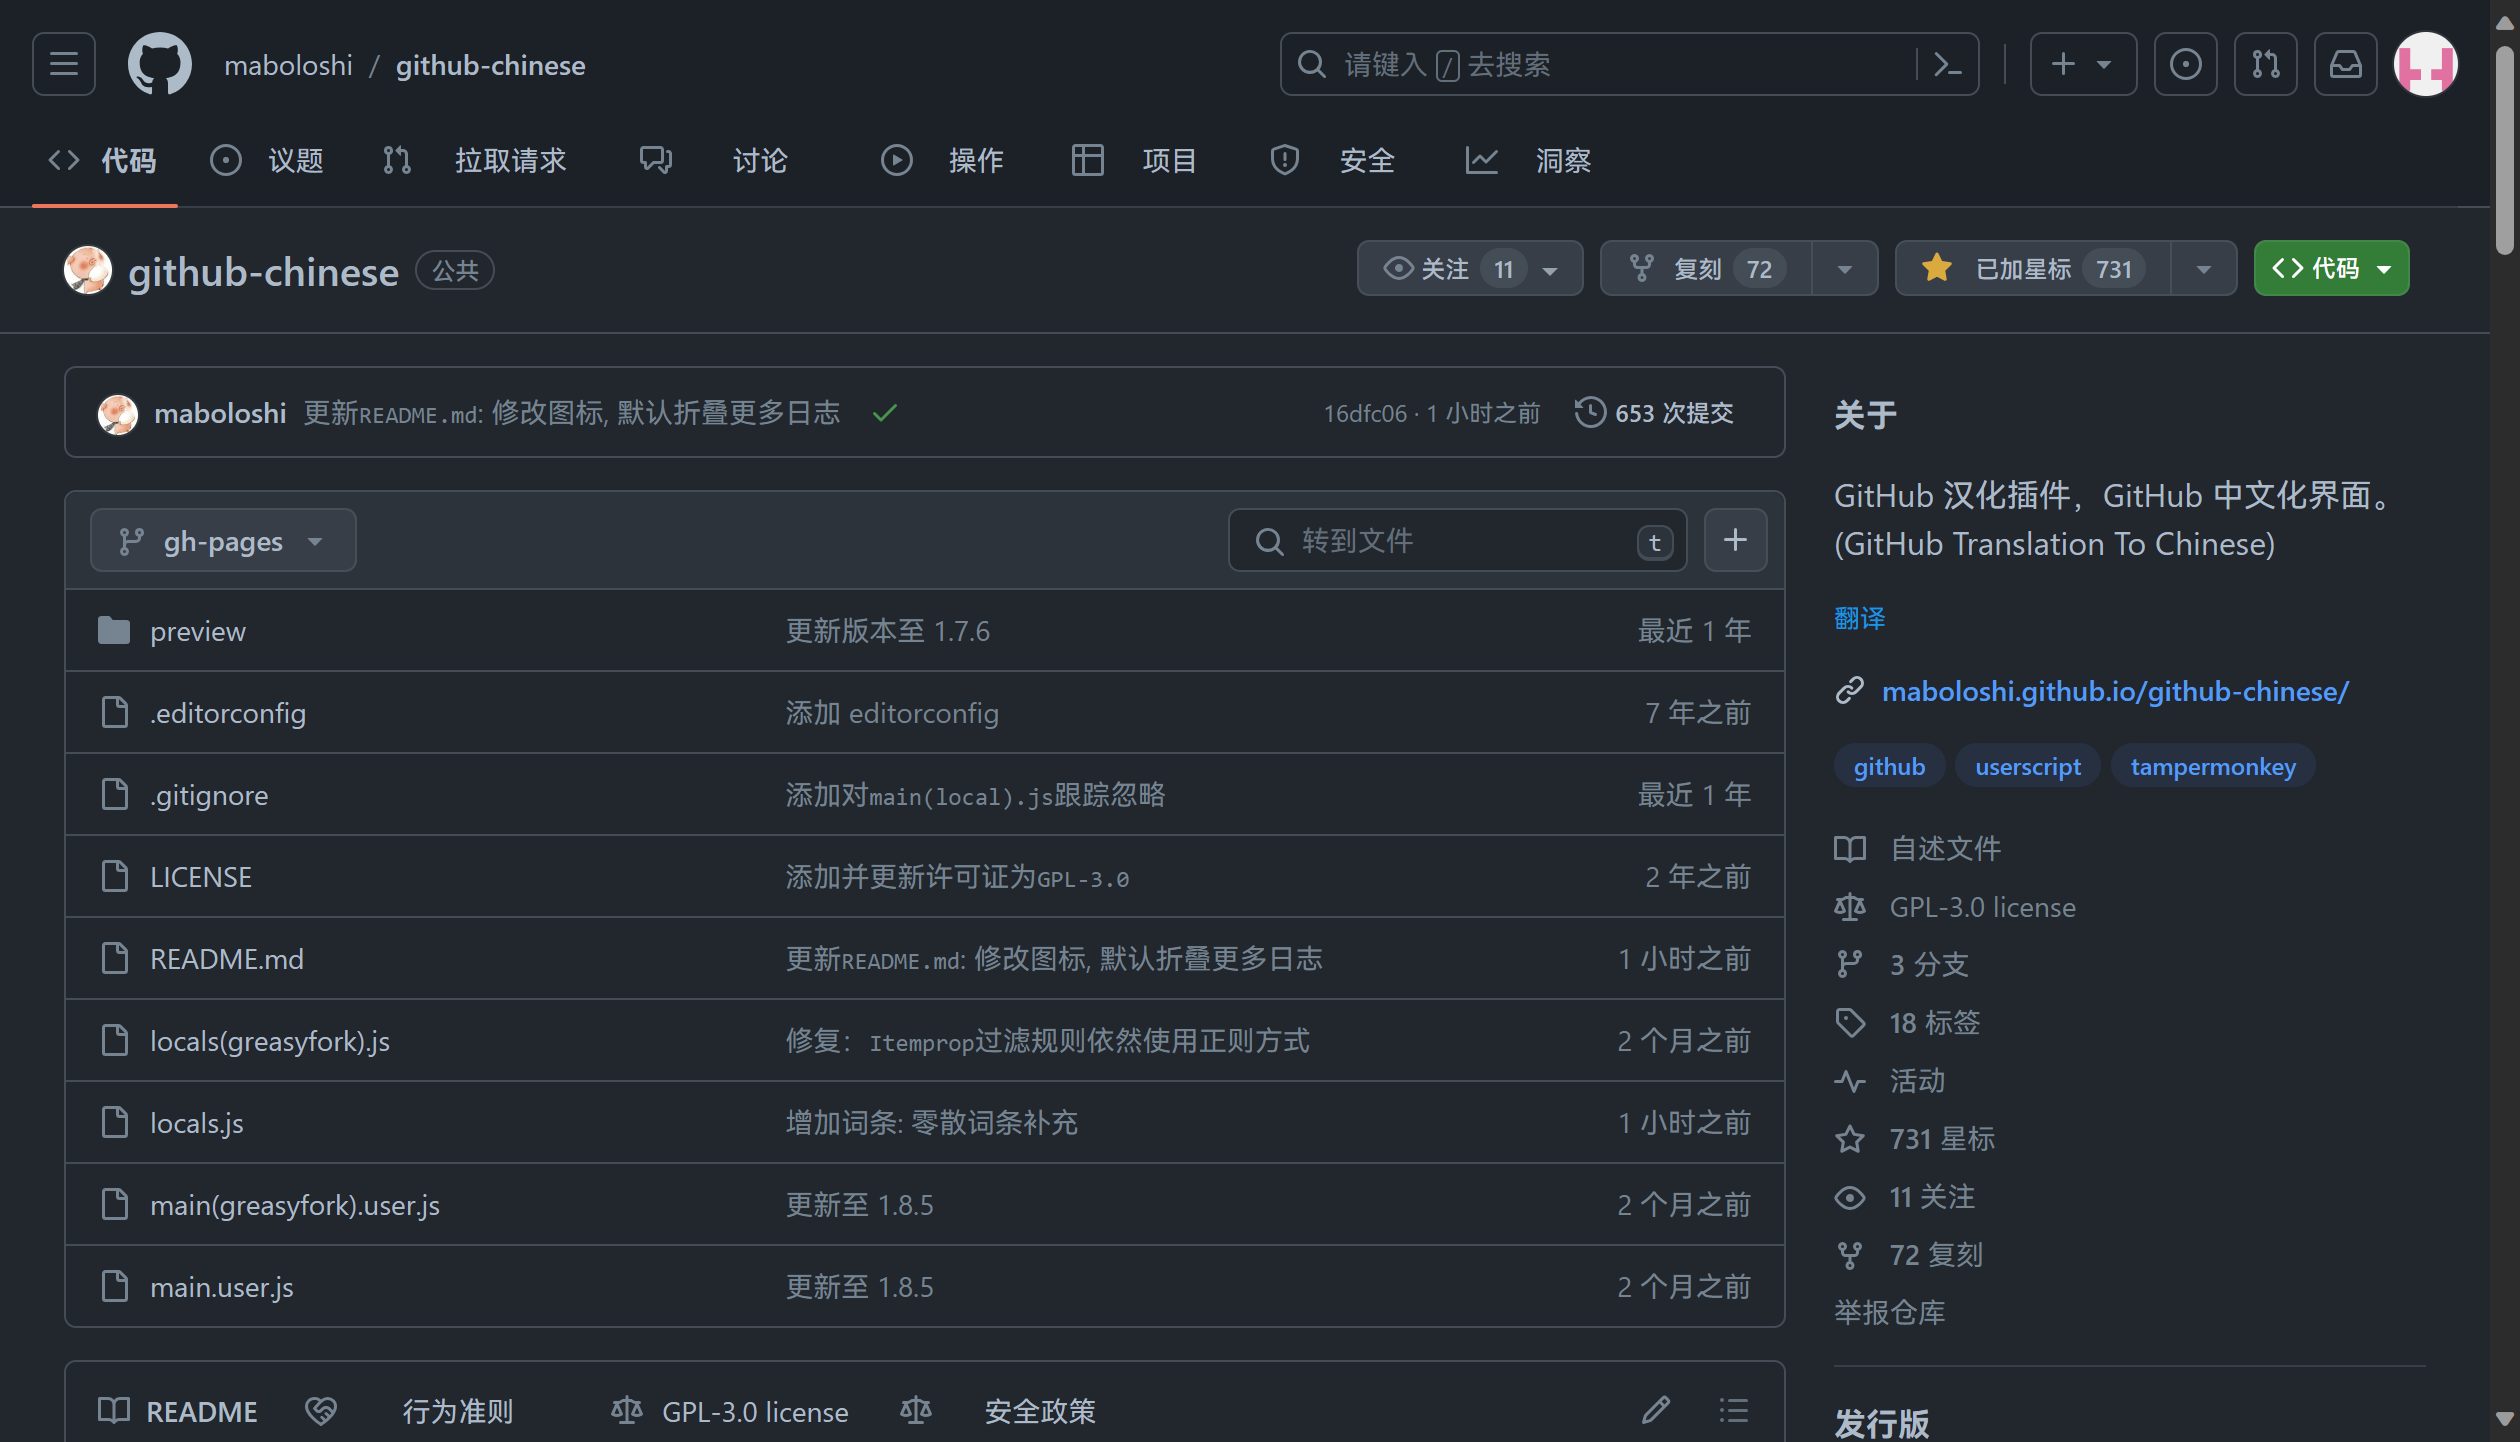 maboloshi / github-chinese
请键入 / 去搜索
代码 议题 拉取请求 讨论 操作 项目 安全 洞察
github-chinese 公共
关注 11 复刻 72 已加星标 731 代码
maboloshi 更新README.md: 修改图标, 默认折叠更多日志 16dfc06 · 1 小时之前 653 次提交
gh-pages 转到文件 t
preview 更新版本至 1.7.6 最近 1 年
.editorconfig 添加 editorconfig 7 年之前
.gitignore 添加对main(local).js跟踪忽略 最近 1 年
LICENSE 添加并更新许可证为GPL-3.0 2 年之前
README.md 更新README.md: 修改图标, 默认折叠更多日志 1 小时之前
locals(greasyfork).js 修复：Itemprop过滤规则依然使用正则方式 2 个月之前
locals.js 增加词条: 零散词条补充 1 小时之前
main(greasyfork).user.js 更新至 1.8.5 2 个月之前
main.user.js 更新至 1.8.5 2 个月之前
README 行为准则 GPL-3.0 license 安全政策
关于
GitHub 汉化插件，GitHub 中文化界面。
(GitHub Translation To Chinese)
翻译
maboloshi.github.io/github-chinese/
github userscript tampermonkey
自述文件
GPL-3.0 license
3 分支
18 标签
活动
731 星标
11 关注
72 复刻
举报仓库
发行版